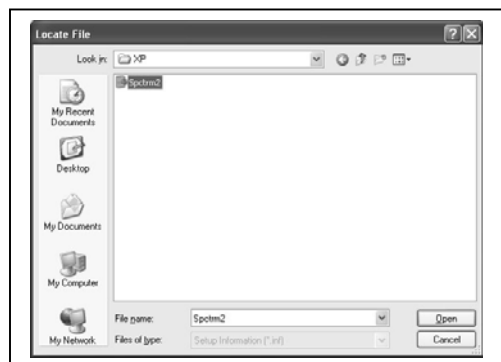 Locate File
Look in: XP
Spctrm2
My Recent
Documents
Desktop
My Documents
My Computer
My Network
File name: Spctrm2 Open
Files of type: Setup Information (*.inf) Cancel